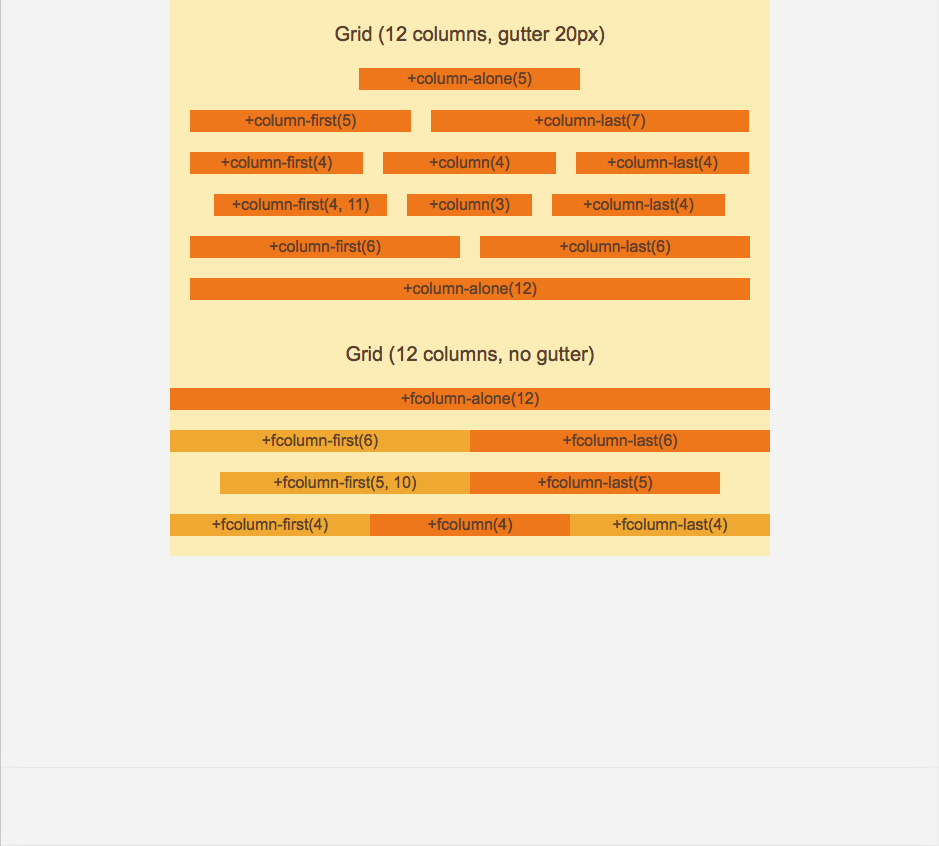 Grid (12 columns, gutter 20px)
+column-alone(5)
+column-first(5) +column-last(7)
+column-first(4) +column(4) +column-last(4)
+column-first(4, 11) +column(3) +column-last(4)
+column-first(6) +column-last(6)
+column-alone(12)
Grid (12 columns, no gutter)
+fcolumn-alone(12)
+fcolumn-first(6) +fcolumn-last(6)
+fcolumn-first(5, 10) +fcolumn-last(5)
+fcolumn-first(4) +fcolumn(4) +fcolumn-last(4)